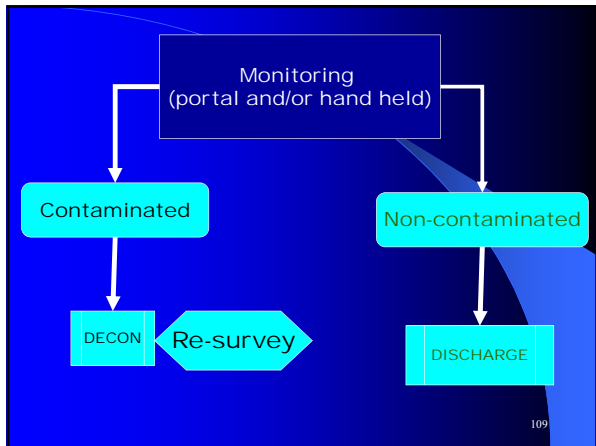 Monitoring
(portal and/or hand held)
Contaminated
Non-contaminated
DECON
Re-survey
DISCHARGE
109